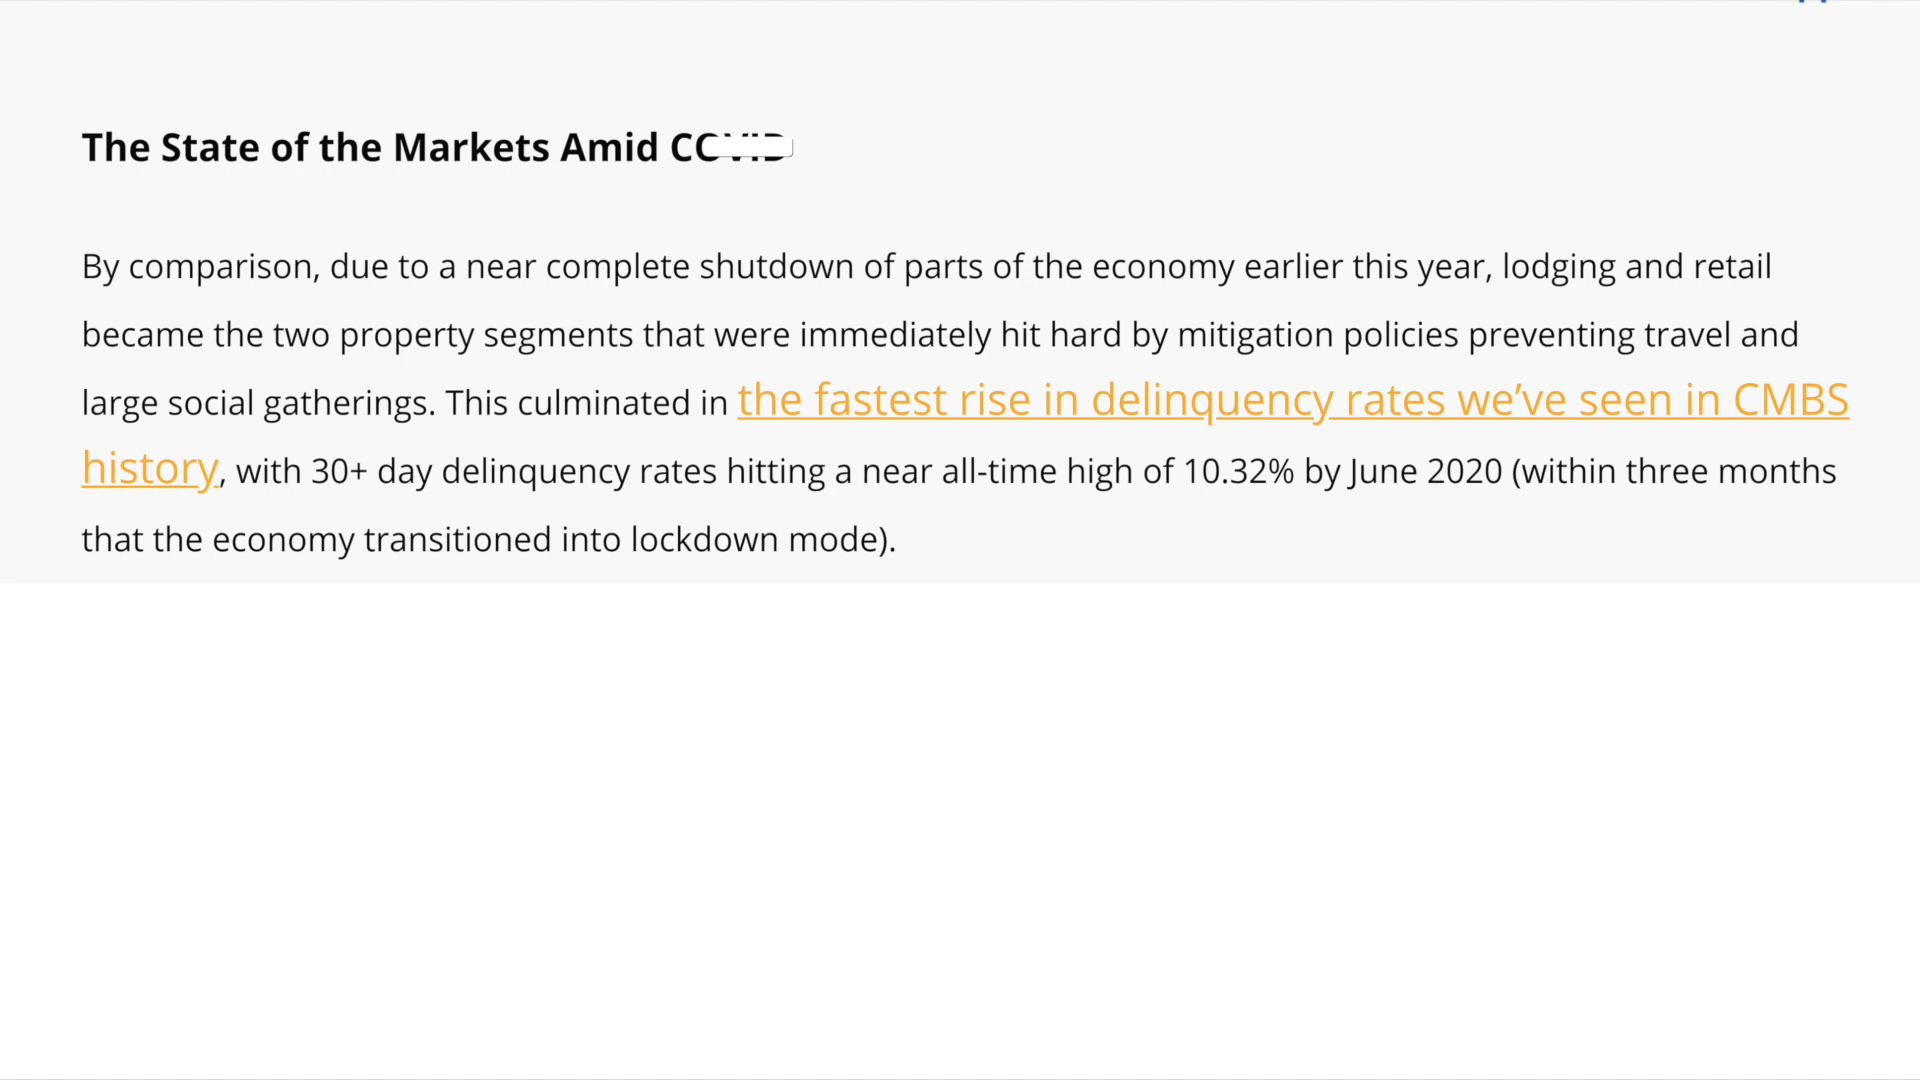 The State of the Markets Amid COVID
By comparison, due to a near complete shutdown of parts of the economy earlier this year, lodging and retail
became the two property segments that were immediately hit hard by mitigation policies preventing travel and
large social gatherings. This culminated in the fastest rise in delinquency rates we’ve seen in CMBS
history, with 30+ day delinquency rates hitting a near all-time high of 10.32% by June 2020 (within three months
that the economy transitioned into lockdown mode).